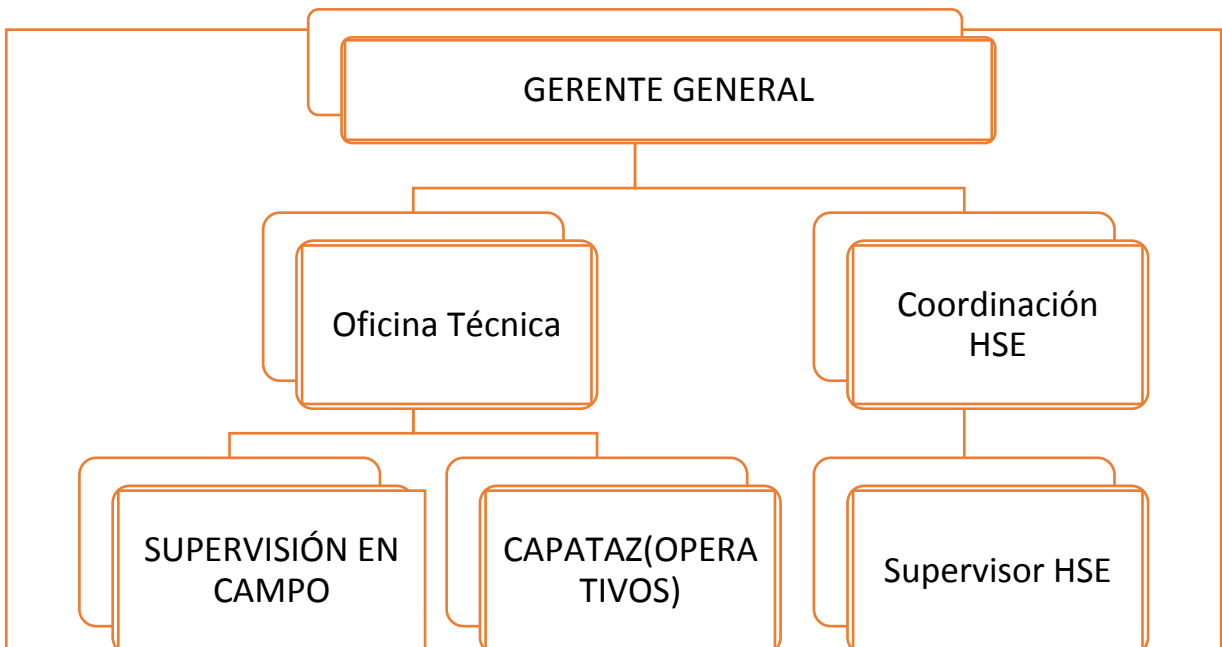 GERENTE GENERAL
Oficina Técnica
Coordinación
HSE
SUPERVISIÓN EN
CAMPO
CAPATAZ(OPERA
TIVOS)
Supervisor HSE